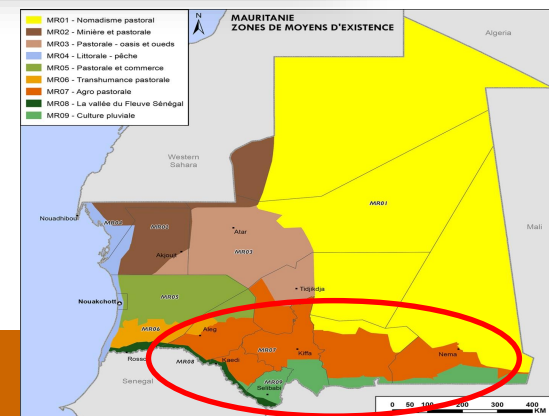 MR01 - Nomadisme pastoral
MR02 - Minière et pastorale
MR03 - Pastorale - oasis et oueds
MR04 - Littorale - pêche
MR05 - Pastorale et commerce
MR06 - Transhumance pastorale
MR07 - Agro pastorale
MR08 - La vallée du Fleuve Sénégal
MR09 - Culture pluviale
N
MAURITANIE
ZONES DE MOYENS D'EXISTENCE
Algeria
Western
Sahara
Mali
MR01
Nouadhibou
MR04
MR02
Atar
Akjoujt
MR03
Tidjikdja
MR05
Nouakchott
MR06
Aleg
Rosso
MR08
Kaedi
MR07
Kiffa
Nema
MR09
Selibabi
Senegal
0 50 100 200 300 400
KM